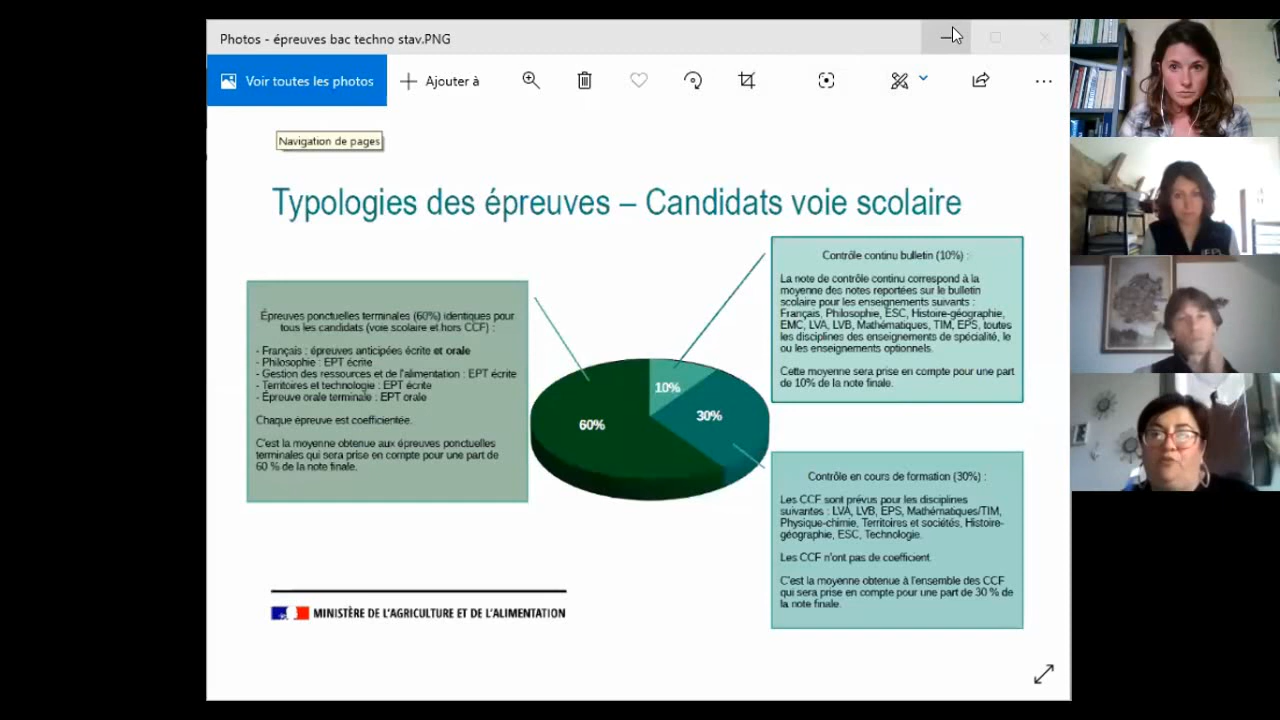 Photos - épreuves bac techno stav.PNG
Voir toutes les photos
Ajouter à
Navigation de pages
Typologies des épreuves – Candidats voie scolaire
Épreuves ponctuelles terminales (60%) identiques pour
tous les candidats (voie scolaire et hors CCF) :
- Français : épreuves anticipées écrite et orale
- Philosophie : EPT écrite
- Gestion des ressources et de l'alimentation : EPT écrite
- Territoires et technologie : EPT écrite
- Épreuve orale terminale : EPT orale
Chaque épreuve est coefficientée.
C'est la moyenne obtenue aux épreuves ponctuelles
terminales qui sera prise en compte pour une part de
60 % de la note finale.
10%
30%
60%
Contrôle continu bulletin (10%) :
La note de contrôle continu correspond à la
moyenne des notes reportées sur le bulletin
scolaire pour les enseignements suivants :
Français, Philosophie, ESC, Histoire-géographie,
EMC, LVA, LVB, Mathématiques, TIM, EPS, toutes
les disciplines des enseignements de spécialité, le
ou les enseignements optionnels.
Cette moyenne sera prise en compte pour une part
de 10% de la note finale.
Contrôle en cours de formation (30%) :
Les CCF sont prévus pour les disciplines
suivantes : LVA, LVB, EPS, Mathématiques/TIM,
Physique-chimie, Territoires et sociétés, Histoire-
géographie, ESC, Technologie.
Les CCF n'ont pas de coefficient.
C'est la moyenne obtenue à l'ensemble des CCF
qui sera prise en compte pour une part de 30 % de
la note finale.
MINISTÈRE DE L'AGRICULTURE ET DE L'ALIMENTATION